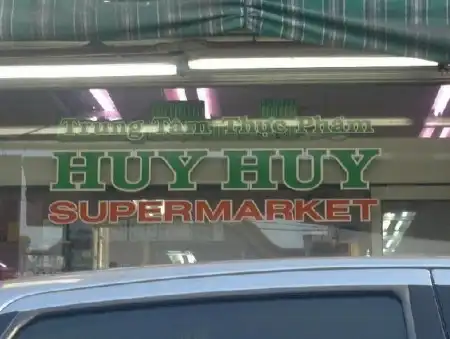 Trung Tâm Thực Phẩm
HUY HUY
SUPERMARKET